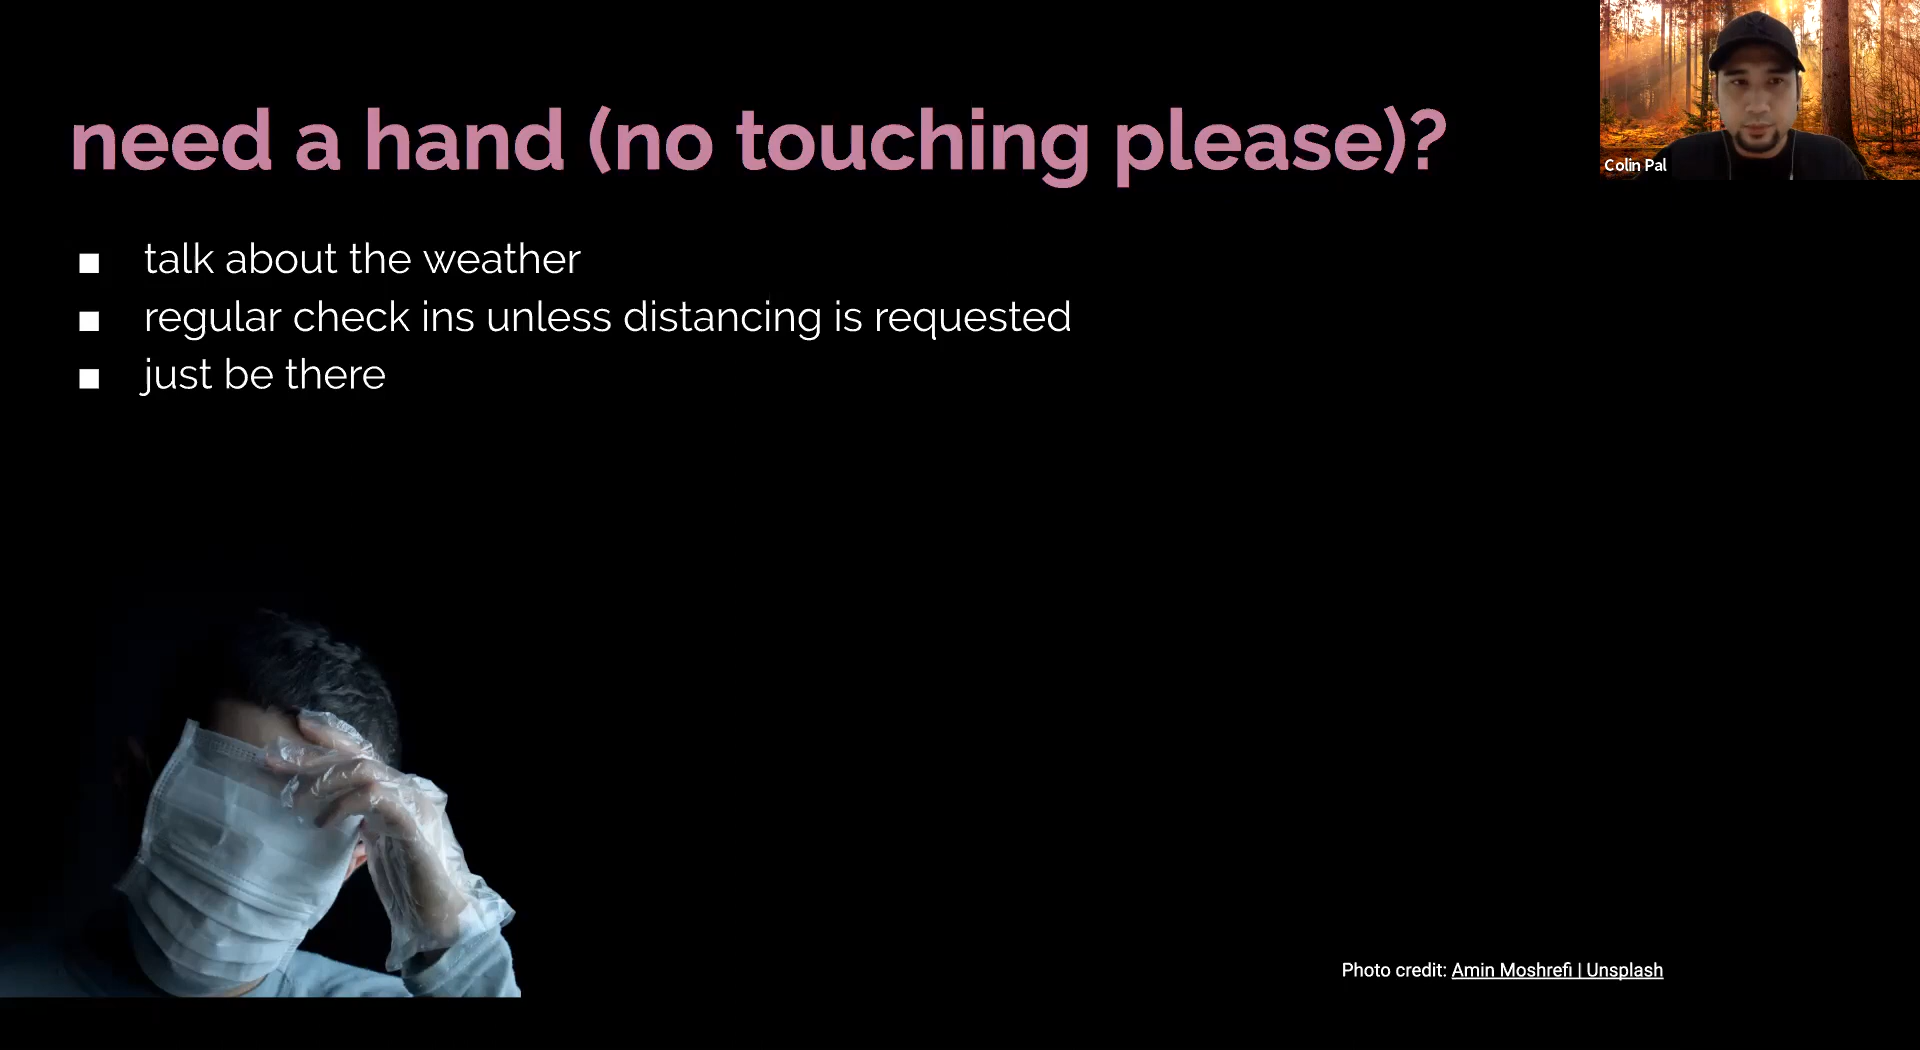 need a hand (no touching please)?
Colin Pal
talk about the weather
regular check ins unless distancing is requested
just be there
Photo credit: Amin Moshrefi | Unsplash